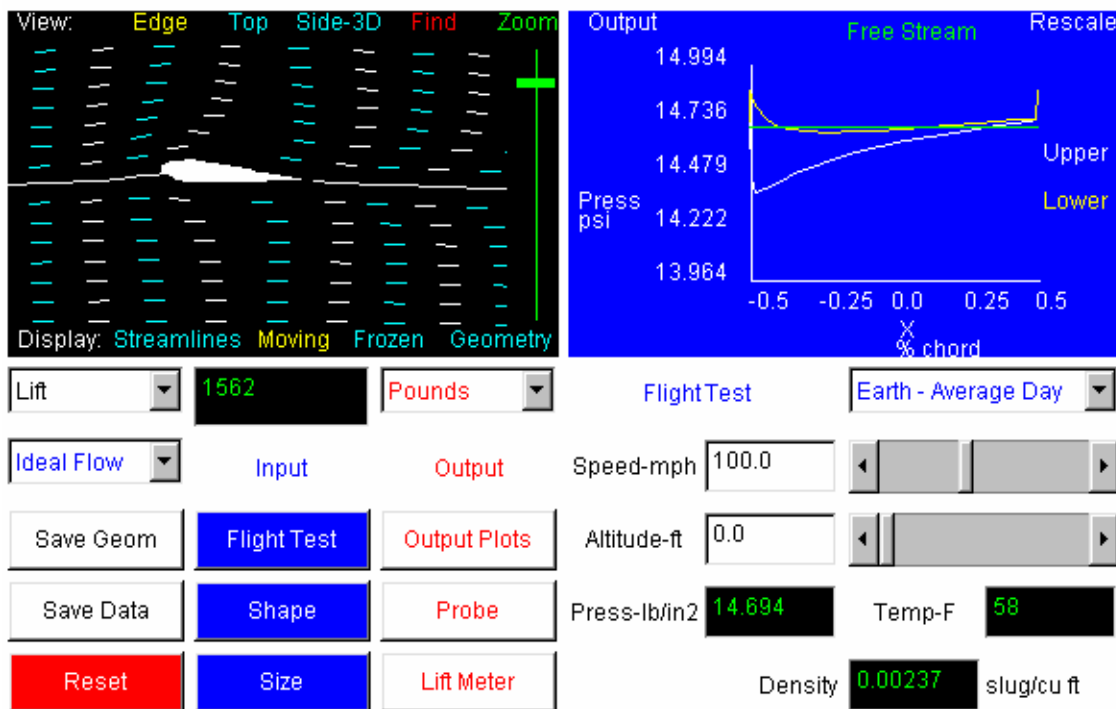 View: Edge Top Side-3D Find Zoom
Display: Streamlines Moving Frozen Geometry
Output Free Stream Rescale
14.994
14.736
14.479
14.222
13.964
Press
psi
Upper
Lower
-0.5 -0.25 0.0 0.25 0.5
X
% chord
Lift 1562 Pounds Flight Test Earth - Average Day
Ideal Flow Input Output Speed-mph 100.0
Save Geom Flight Test Output Plots Altitude-ft 0.0
Save Data Shape Probe Press-lb/in2 14.694 Temp-F 58
Reset Size Lift Meter Density 0.00237 slug/cu ft